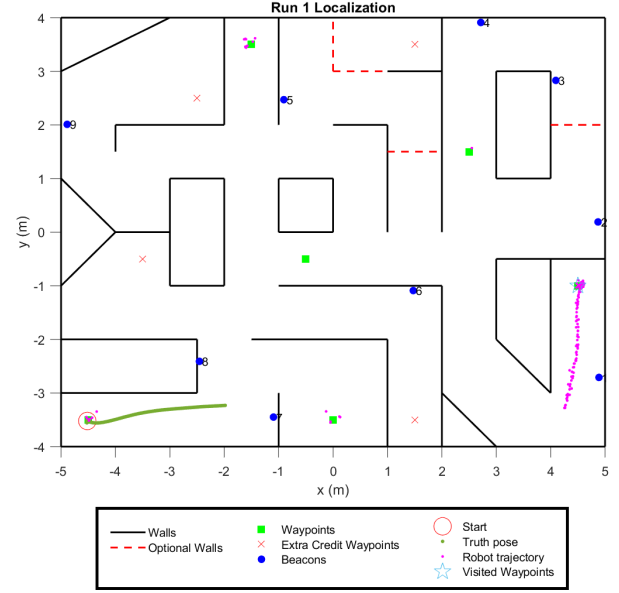 Run 1 Localization
4
3
2
1
0
-1
-2
-3
-4
y (m)
4
3
5
9
2
6
8
1
7
-5
-4
-3
-2
-1
0
1
2
3
4
5
x (m)
Walls
Optional Walls
Waypoints
Extra Credit Waypoints
Beacons
Start
Truth pose
Robot trajectory
Visited Waypoints